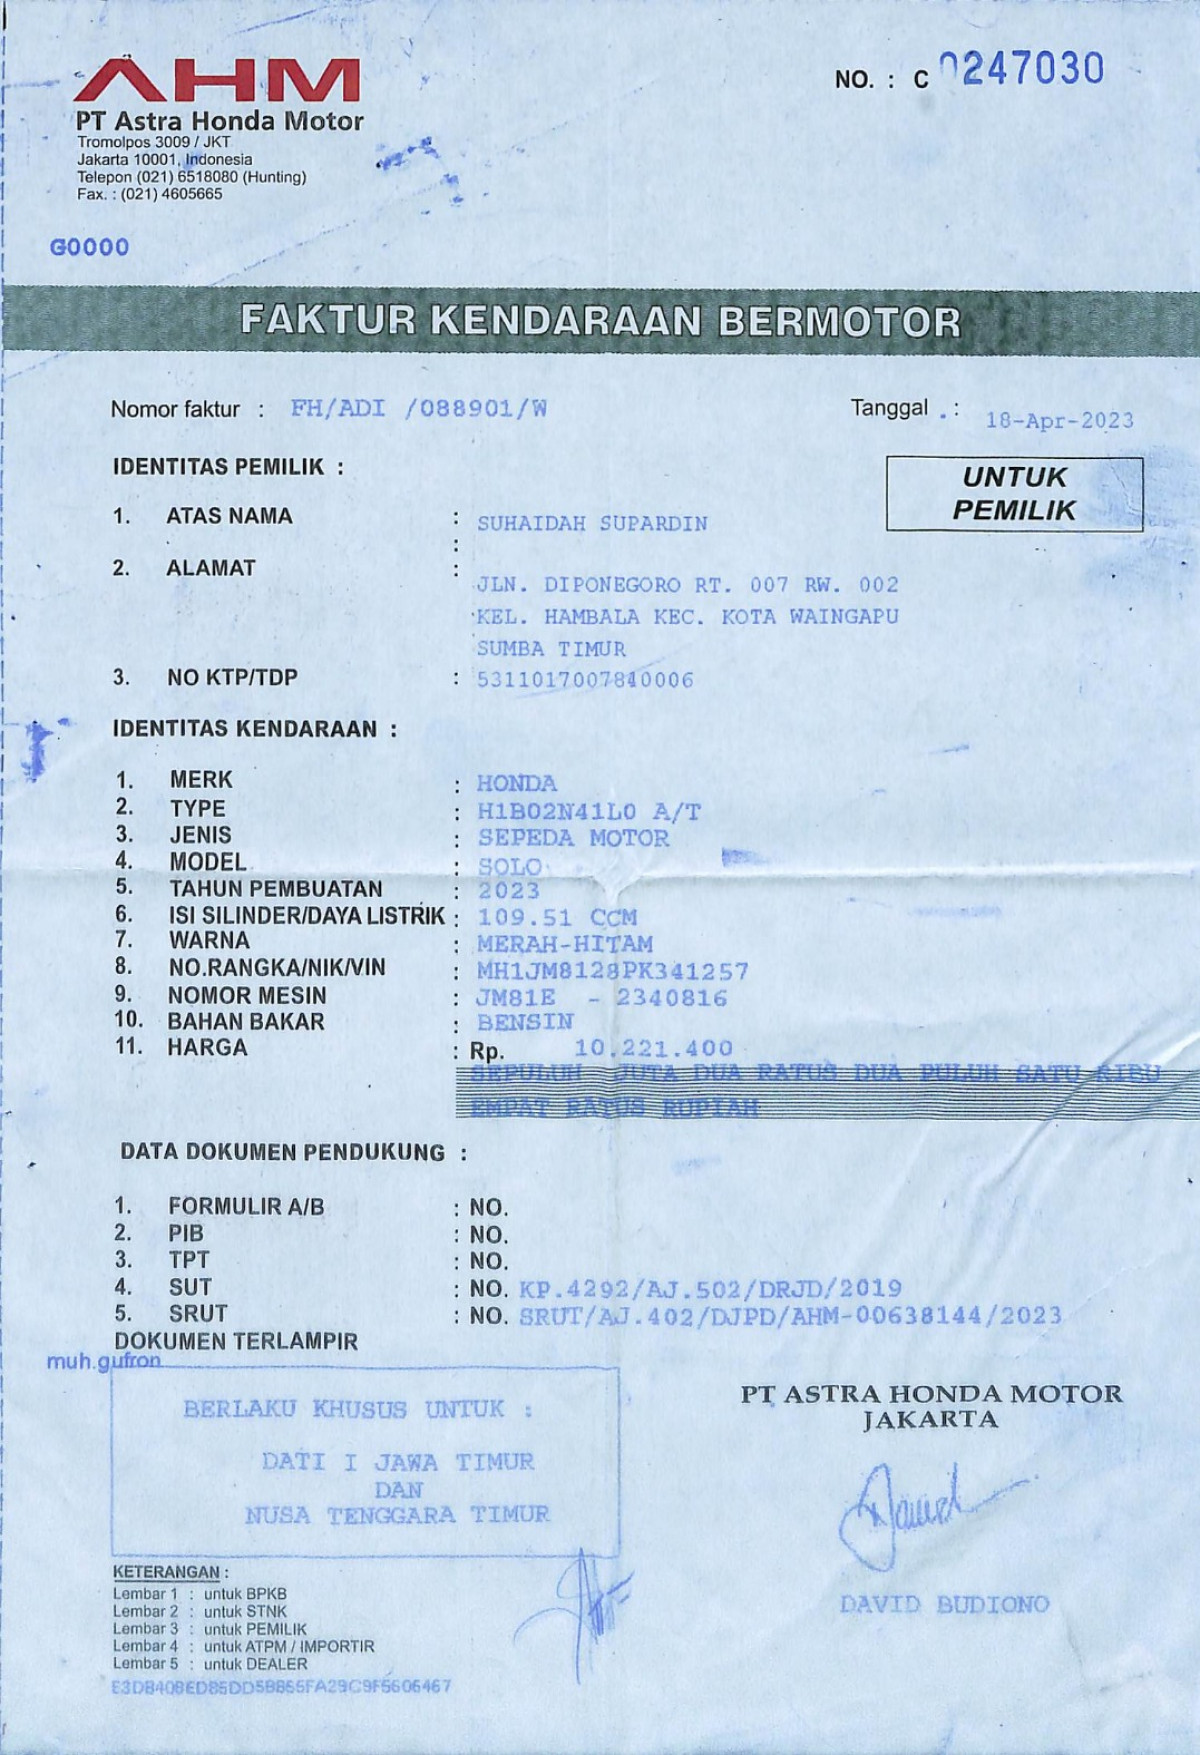 AHM
PT Astra Honda Motor
Tromolpos 3009 / JKT
Jakarta 10001, Indonesia
Telepon (021) 6518080 (Hunting)
Fax. : (021) 4605665
NO. : C 0247030
G0000
FAKTUR KENDARAAN BERMOTOR
Nomor faktur : FH/ADI /088901/W
Tanggal . : 18-Apr-2023
IDENTITAS PEMILIK :
UNTUK
PEMILIK
1. ATAS NAMA : SUHAIDAH SUPARDIN
:
2. ALAMAT :
JLN. DIPONEGORO RT. 007 RW. 002
KEL. HAMBALA KEC. KOTA WAINGAPU
SUMBA TIMUR
3. NO KTP/TDP : 5311017007840006
IDENTITAS KENDARAAN :
1. MERK : HONDA
2. TYPE : H1B02N41L0 A/T
3. JENIS : SEPEDA MOTOR
4. MODEL : SOLO
5. TAHUN PEMBUATAN : 2023
6. ISI SILINDER/DAYA LISTRIK : 109.51 CCM
7. WARNA : MERAH-HITAM
8. NO.RANGKA/NIK/VIN : MH1JM8128PK341257
9. NOMOR MESIN : JM81E - 2340816
10. BAHAN BAKAR : BENSIN
11. HARGA : Rp. 10.221.400
SEPULUH JUTA DUA RATUS DUA PULUH SATU RIBU
EMPAT RATUS RUPIAH
DATA DOKUMEN PENDUKUNG :
1. FORMULIR A/B : NO.
2. PIB : NO.
3. TPT : NO.
4. SUT : NO. KP.4292/AJ.502/DRJD/2019
5. SRUT : NO. SRUT/AJ.402/DJPD/AHM-00638144/2023
DOKUMEN TERLAMPIR
muh.gufron
BERLAKU KHUSUS UNTUK :
DATI I JAWA TIMUR
DAN
NUSA TENGGARA TIMUR
PT ASTRA HONDA MOTOR
JAKARTA
DAVID BUDIONO
KETERANGAN :
Lembar 1 : untuk BPKB
Lembar 2 : untuk STNK
Lembar 3 : untuk PEMILIK
Lembar 4 : untuk ATPM / IMPORTIR
Lembar 5 : untuk DEALER